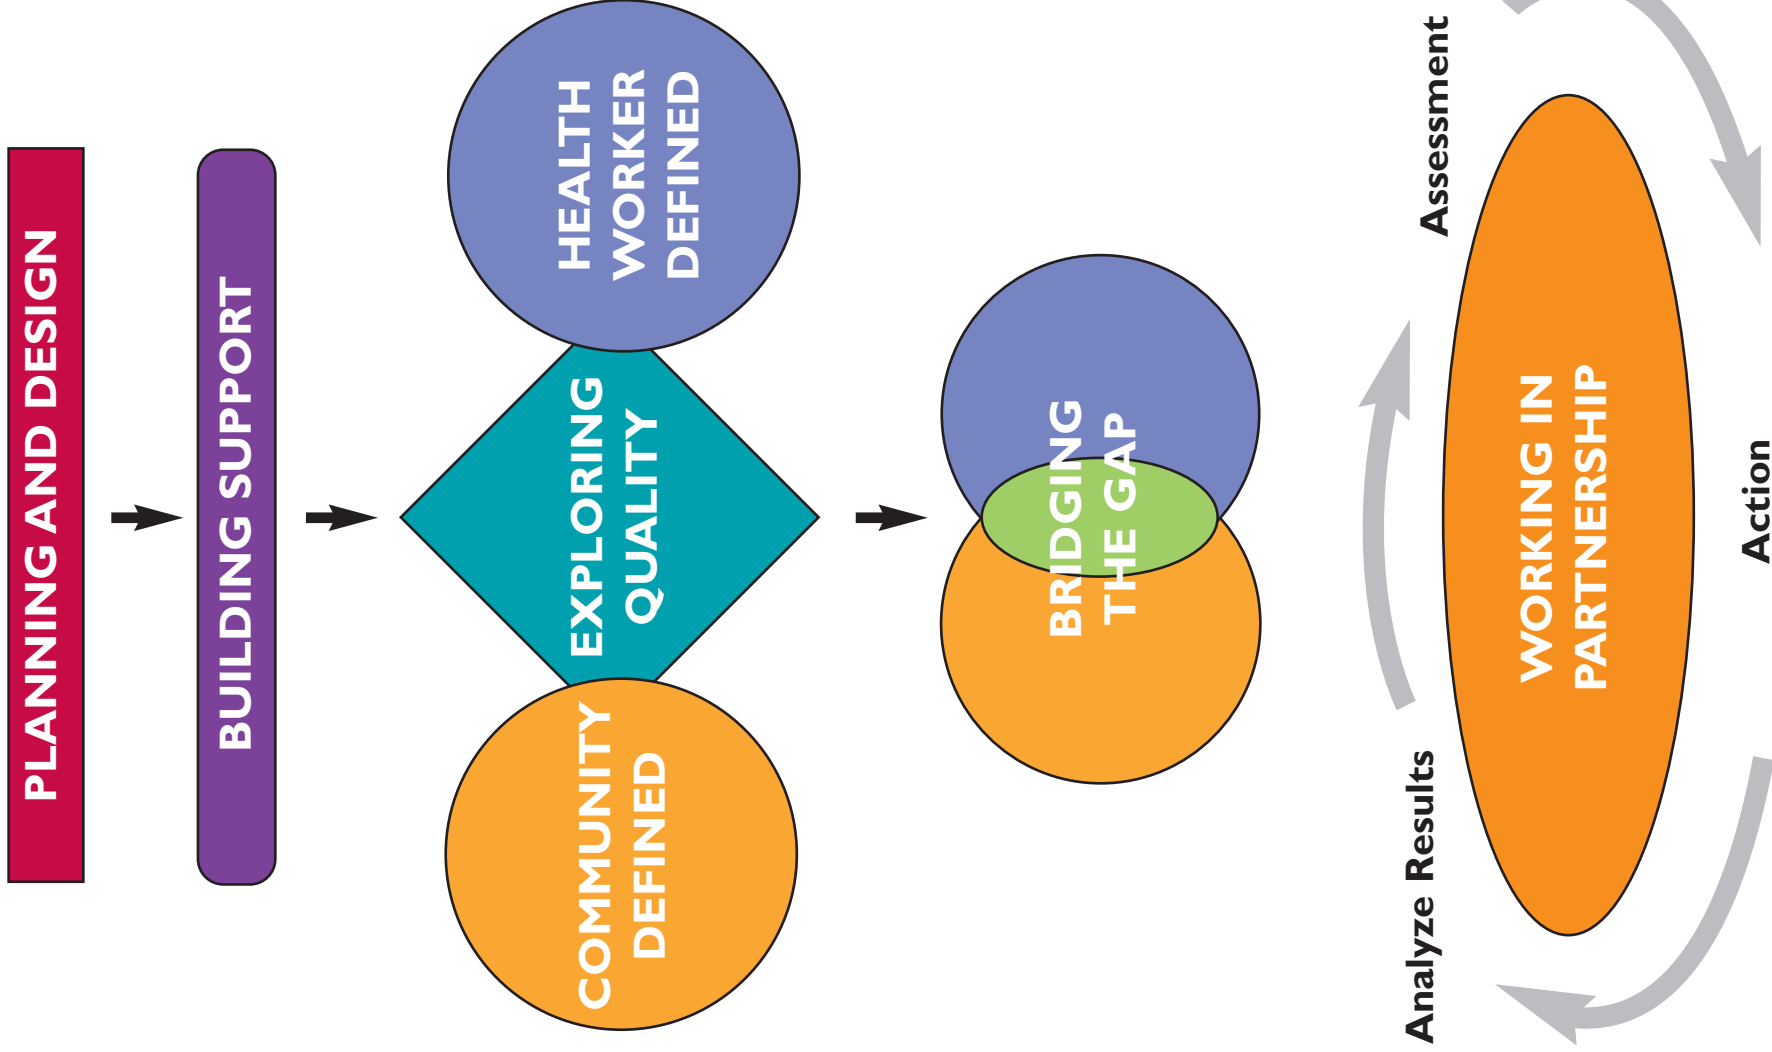 PLANNING AND DESIGN
BUILDING SUPPORT
COMMUNITY
DEFINED
EXPLORING
QUALITY
HEALTH
WORKER
DEFINED
BRIDGING
THE GAP
Analyze Results
Assessment
WORKING IN
PARTNERSHIP
Action